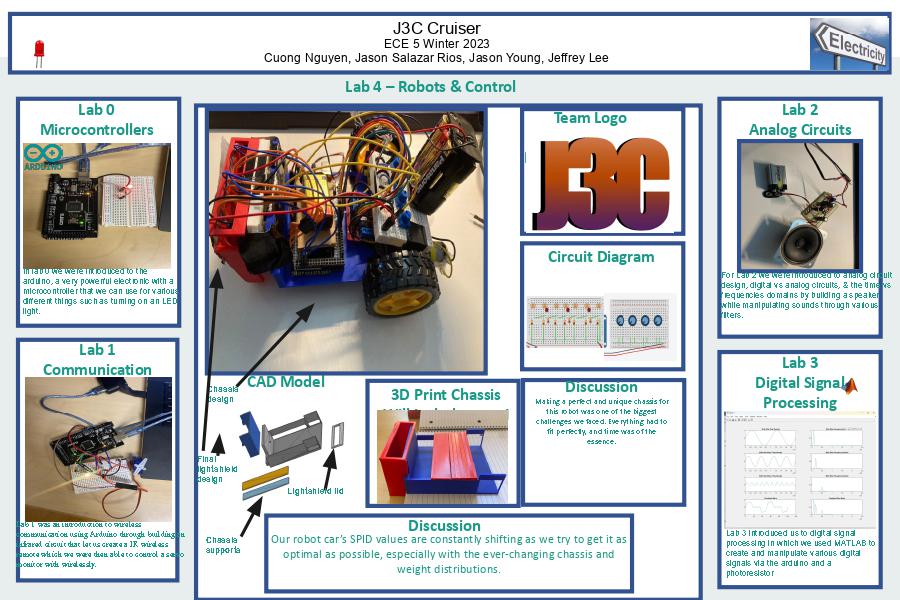 J3C Cruiser
ECE 5 Winter 2023
Cuong Nguyen, Jason Salazar Rios, Jason Young, Jeffrey Lee
Electricity
Lab 4 – Robots & Control
Lab 0
Microcontrollers
ARDUINO
In lab 0 we were introduced to the
arduino, a very powerful electronic with a
microcontroller that we can use for various
different things such as turning on an LED
light.
Lab 1
Communication
Lab 1 was an introduction to wireless
communication using Arduino through building an
infrared circuit that let us create a IR wireless
remote which we were then able to control a servo
monitor with wirelessly.
Team Logo
J3C
Circuit Diagram
CAD Model
Chassis
design
Final
lightshield
design
Lightshield lid
Chassis
supports
3D Print Chassis
Discussion
Making a perfect and unique chassis for
this robot was one of the biggest
challenges we faced. Everything had to
fit perfectly, and time was of the
essence.
Discussion
Our robot car's SPID values are constantly shifting as we try to get it as
optimal as possible, especially with the ever-changing chassis and
weight distributions.
Lab 2
Analog Circuits
For Lab 2 we were introduced to analog circuit
design, digital vs analog circuits, & the time vs
frequencies domains by building a speaker
while manipulating sounds through various
filters.
Lab 3
Digital Signal
Processing
Lab 3 introduced us to digital signal
processing in which we used MATLAB to
create and manipulate various digital
signals via the arduino and a
photoresistor